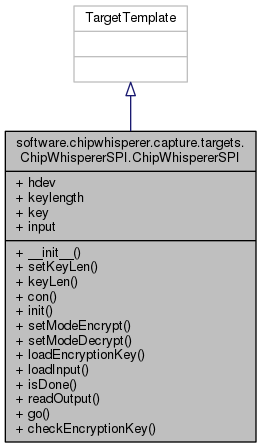 TargetTemplate
software.chipwhisperer.capture.targets.
ChipWhispererSPI.ChipWhispererSPI
+ hdev
+ keylength
+ key
+ input
+ __init__()
+ setKeyLen()
+ keyLen()
+ con()
+ init()
+ setModeEncrypt()
+ setModeDecrypt()
+ loadEncryptionKey()
+ loadInput()
+ isDone()
+ readOutput()
+ go()
+ checkEncryptionKey()